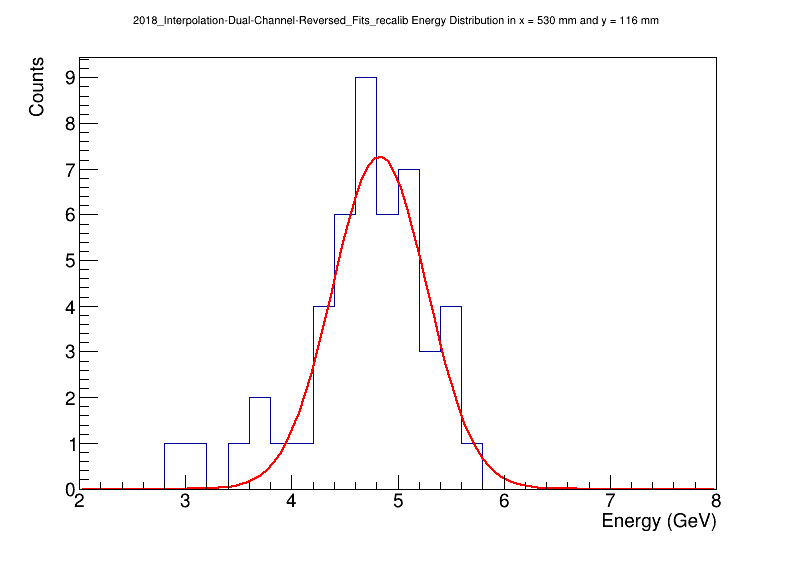 2018_Interpolation-Dual-Channel-Reversed_Fits_recalib Energy Distribution in x = 530 mm and y = 116 mm
Counts
9
8
7
6
5
4
3
2
1
0
2 3 4 5 6 7 8
Energy (GeV)